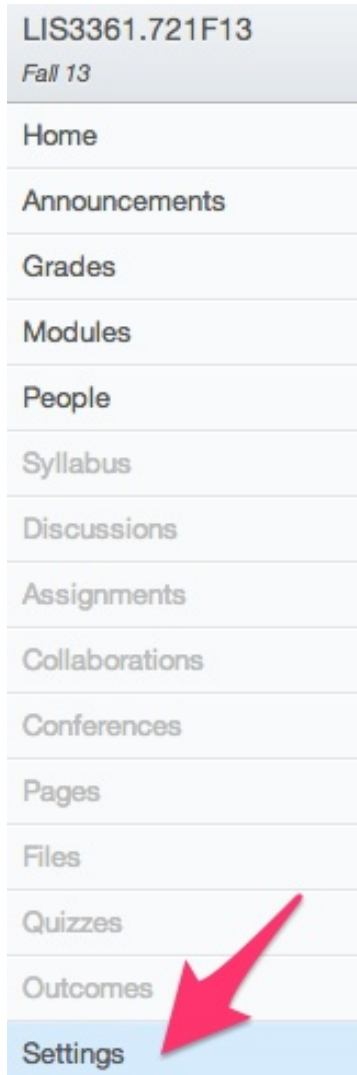 LIS3361.721F13
Fall 13
Home
Announcements
Grades
Modules
People
Syllabus
Discussions
Assignments
Collaborations
Conferences
Pages
Files
Quizzes
Outcomes
Settings